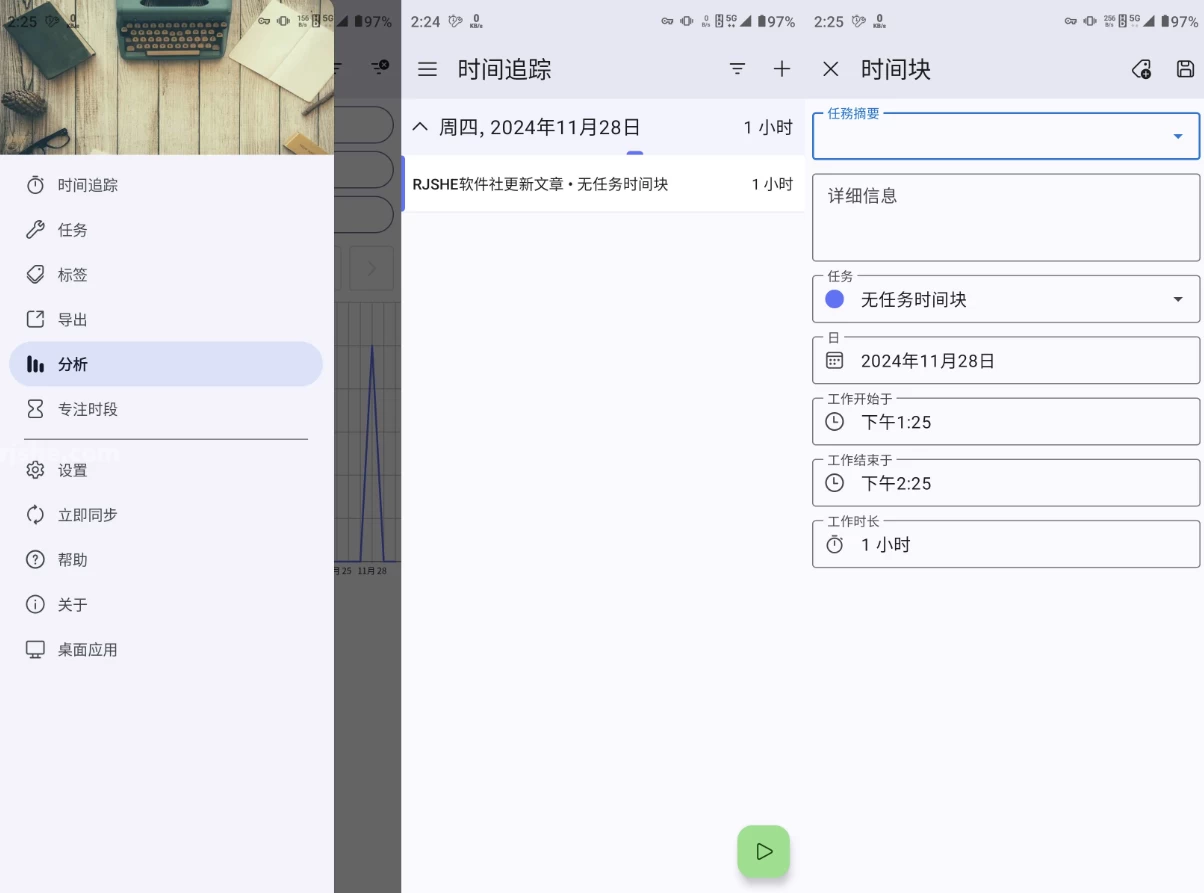 2:25
97%
时间追踪
任务
标签
导出
分析
专注时段
设置
立即同步
帮助
关于
桌面应用
11月28
2:24
97%
时间追踪
周四, 2024年11月28日
1 小时
RJSHE软件社更新文章 • 无任务时间块
1 小时
2:25
97%
时间块
任務摘要
详细信息
任务
无任务时间块
日
2024年11月28日
工作开始于
下午1:25
工作结束于
下午2:25
工作时长
1 小时